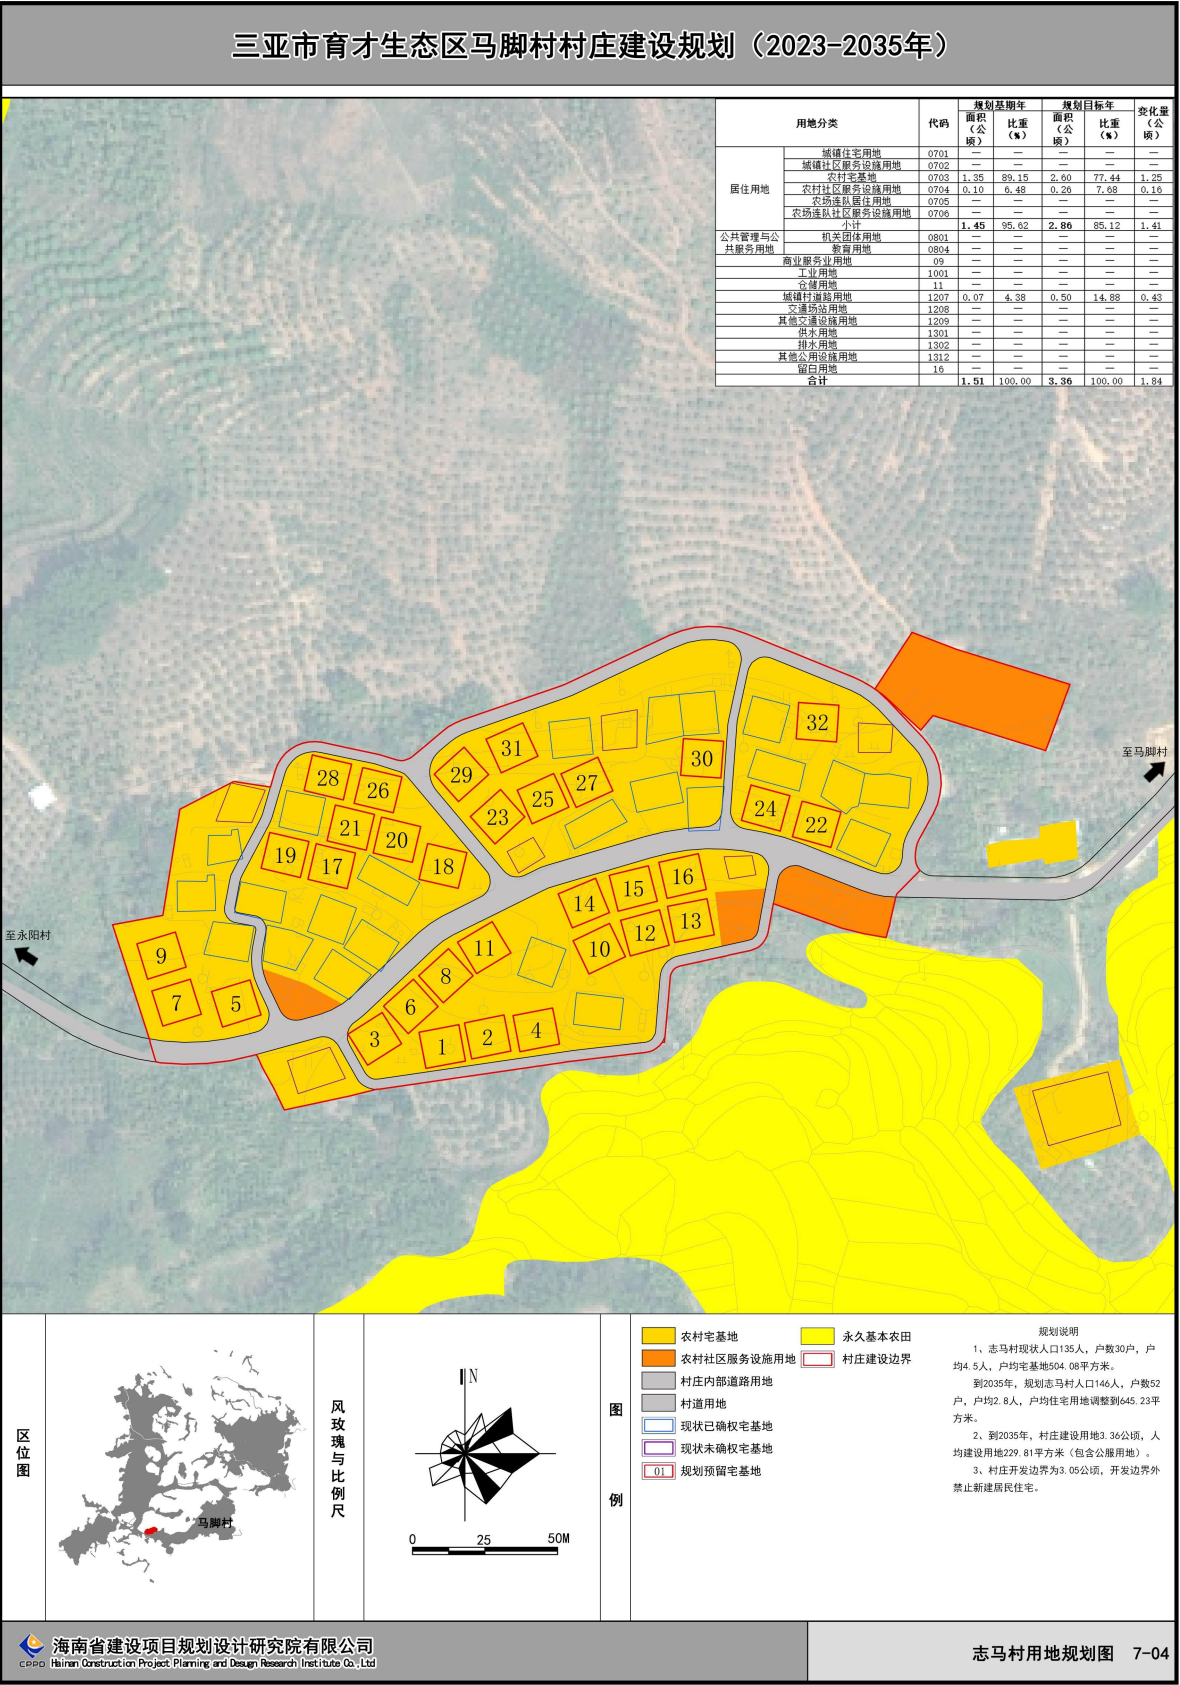 三亚市育才生态区马脚村村庄建设规划（2023-2035年）
用地分类 代码 规划基期年 规划目标年 变化量（公顷）
面积（公顷） 比重（%） 面积（公顷） 比重（%）
居住用地
城镇住宅用地 0701 — — — — —
城镇社区服务设施用地 0702 — — — — —
农村宅基地 0703 1.35 89.15 2.60 77.44 1.25
农村社区服务设施用地 0704 0.10 6.48 0.26 7.68 0.16
农场连队居住用地 0705 — — — — —
农场连队社区服务设施用地 0706 — — — — —
小计 1.45 95.62 2.86 85.12 1.41
公共管理与公共服务用地
机关团体用地 0801 — — — — —
教育用地 0804 — — — — —
商业服务业用地 09 — — — — —
工业用地 1001 — — — — —
仓储用地 11 — — — — —
城镇村道路用地 1207 0.07 4.38 0.50 14.88 0.43
交通场站用地 1208 — — — — —
其他交通设施用地 1209 — — — — —
供水用地 1301 — — — — —
排水用地 1302 — — — — —
其他公用设施用地 1312 — — — — —
留白用地 16 — — — — —
合计 1.51 100.00 3.36 100.00 1.84
32
31
30
29
28
27
26
25
24
23
22
21
20
19
18
17
16
15
14
13
12
11
10
9
8
7
6
5
4
3
2
1
至马脚村
至永阳村
区位图
马脚村
风玫瑰与比例尺
N
0 25 50M
图例
农村宅基地
农村社区服务设施用地
村庄内部道路用地
村道用地
现状已确权宅基地
现状未确权宅基地
01 规划预留宅基地
永久基本农田
村庄建设边界
规划说明
1、志马村现状人口135人，户数30户，户
均4.5人，户均宅基地504.08平方米。
到2035年，规划志马村人口146人，户数52
户，户均2.8人，户均住宅用地调整到645.23平
方米。
2、到2035年，村庄建设用地3.36公顷，人
均建设用地229.81平方米（包含公服用地）。
3、村庄开发边界为3.05公顷，开发边界外
禁止新建居民住宅。
CPPD
海南省建设项目规划设计研究院有限公司
Hainan Construction Project Planning and Design Research Institute Co.,Ltd
志马村用地规划图 7-04